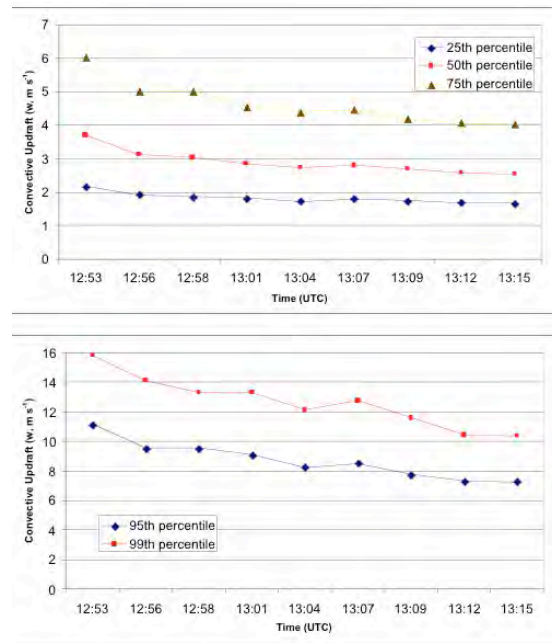 7
6
5
4
3
2
1
0
Convective Updraft (w, m s⁻¹)
25th percentile
50th percentile
75th percentile
12:53 12:56 12:58 13:01 13:04 13:07 13:09 13:12 13:15
Time (UTC)
16
14
12
10
8
6
4
2
0
Convective Updraft (w, m s⁻¹)
95th percentile
99th percentile
12:53 12:56 12:58 13:01 13:04 13:07 13:09 13:12 13:15
Time (UTC)